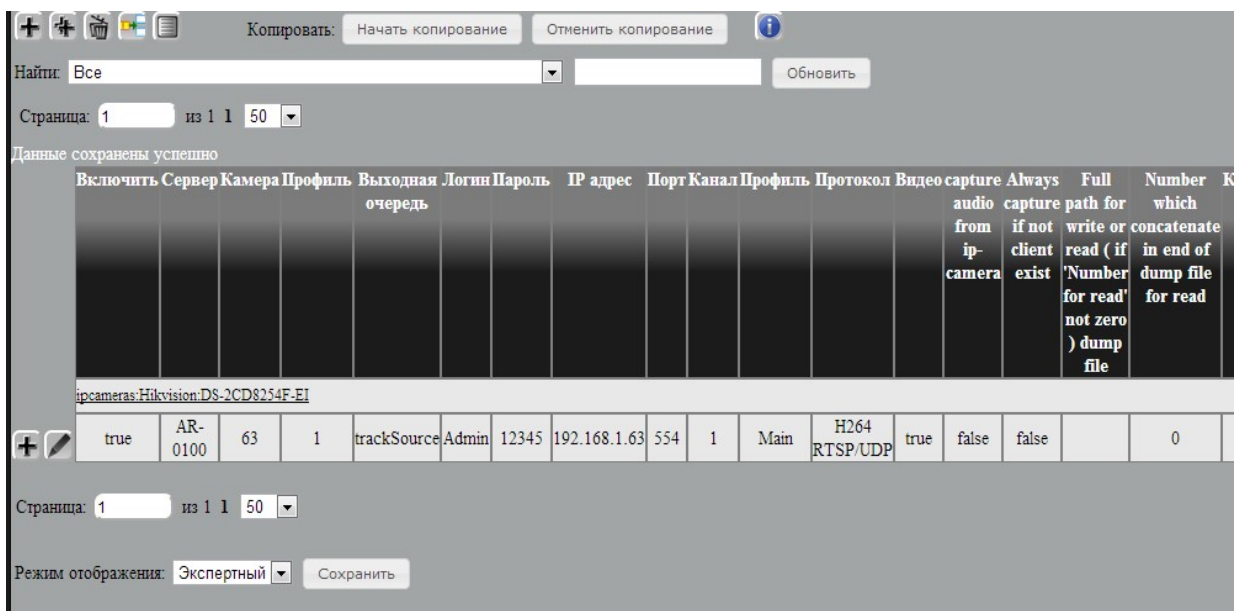 Копировать: Начать копирование Отменить копирование
Найти: Все Обновить
Страница: 1 из 1 1 50
Данные сохранены успешно
Включить Сервер Камера Профиль Выходная очередь Логин Пароль IP адрес Порт Канал Профиль Протокол Видео capture audio from ip-camera Always capture if not client exist Full path for write or read ( if 'Number for read' not zero ) dump file Number which concatenate in end of dump file for read К
ipcameras:Hikvision:DS-2CD8254F-EI
true AR-0100 63 1 trackSource Admin 12345 192.168.1.63 554 1 Main H264 RTSP/UDP true false false 0
Страница: 1 из 1 1 50
Режим отображения: Экспертный Сохранить